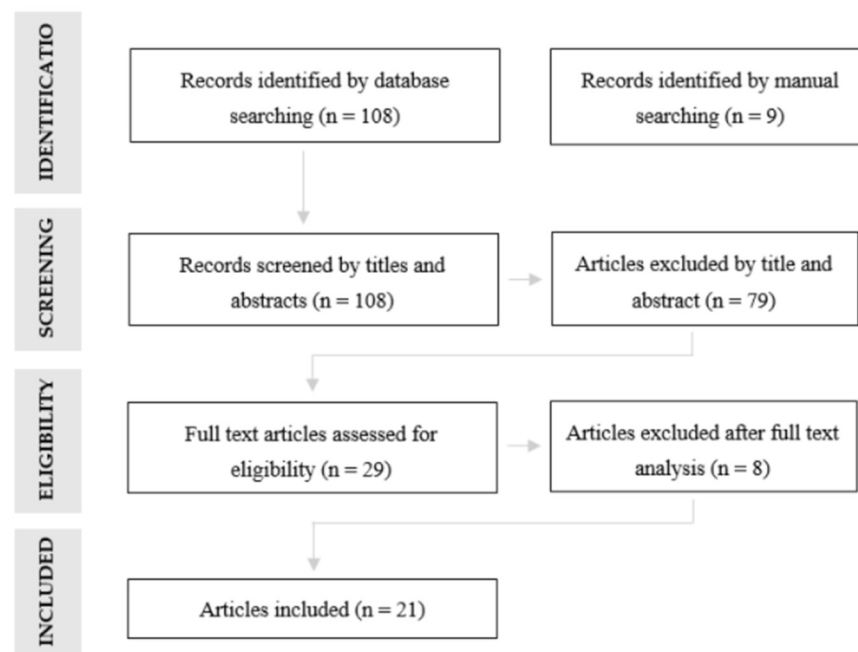 IDENTIFICATIO
Records identified by database
searching (n = 108)
Records identified by manual
searching (n = 9)
SCREENING
Records screened by titles and
abstracts (n = 108)
Articles excluded by title and
abstract (n = 79)
ELIGIBILITY
Full text articles assessed for
eligibility (n = 29)
Articles excluded after full text
analysis (n = 8)
INCLUDED
Articles included (n = 21)